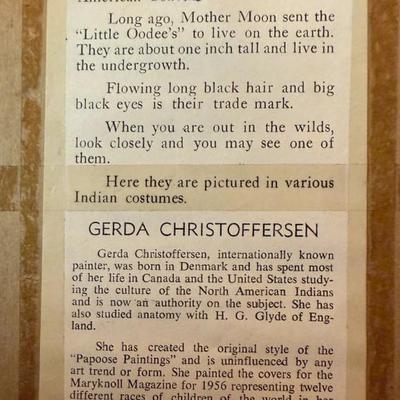 American
Long ago, Mother Moon sent the
"Little Oodee's" to live on the earth.
They are about one inch tall and live in
the undergrowth.
Flowing long black hair and big
black eyes is their trade mark.
When you are out in the wilds,
look closely and you may see one of
them.
Here they are pictured in various
Indian costumes.
GERDA CHRISTOFFERSEN
Gerda Christoffersen, internationally known
painter, was born in Denmark and has spent most
of her life in Canada and the United States study-
ing the culture of the North American Indians
and is now an authority on the subject. She has
also studied anatomy with H. G. Glyde of Eng-
land.
She has created the original style of the
"Papoose Paintings" and is uninfluenced by any
art trend or form. She painted the covers for the
Maryknoll Magazine for 1956 representing twelve
different races of children of the world in her